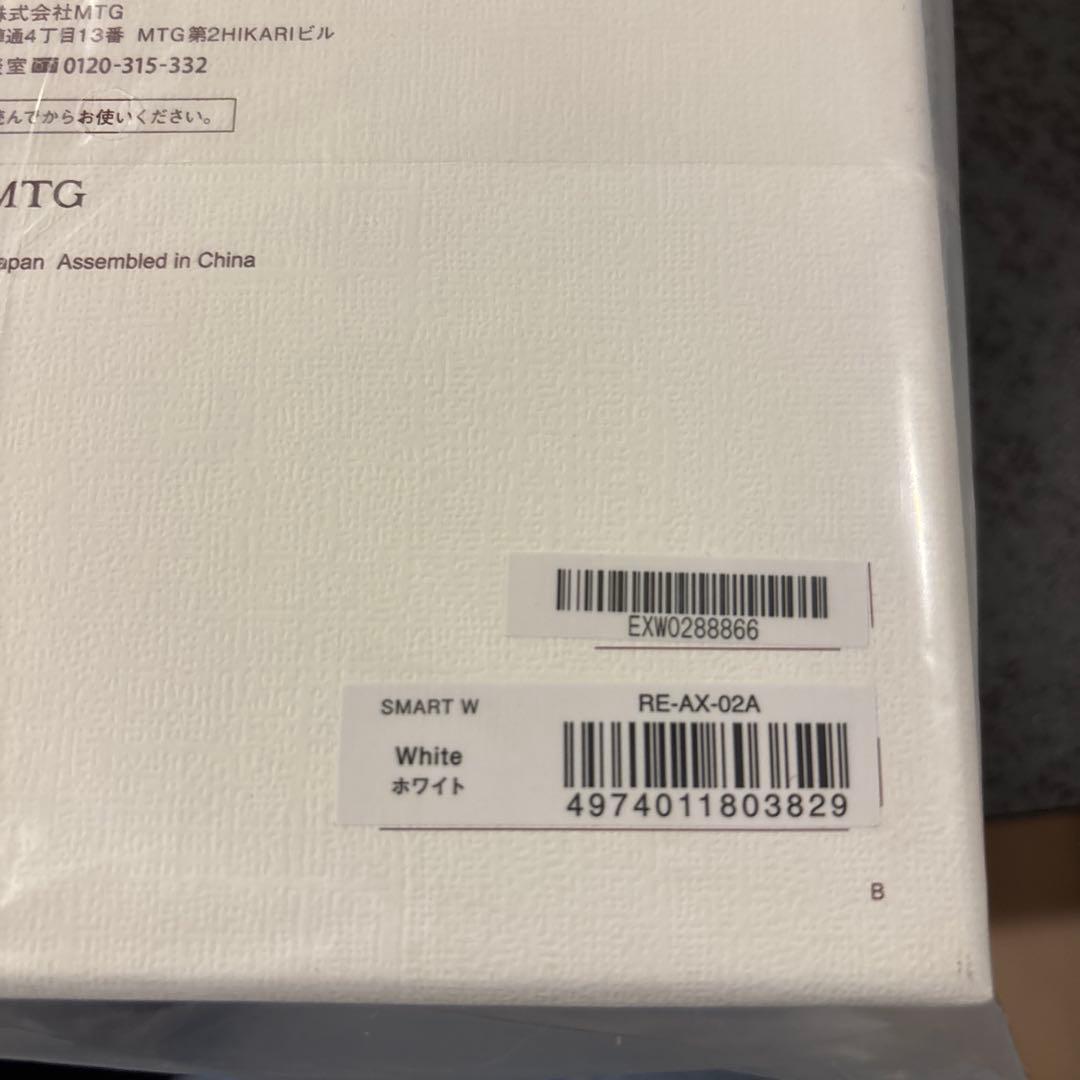 株式会社MTG
通4丁目13番 MTG第2HIKARIビル
室 0120-315-332
んでからお使いください。
MTG
apan Assembled in China
EXW0288866
SMART W
RE-AX-02A
White
ホワイト
4974011803829
B